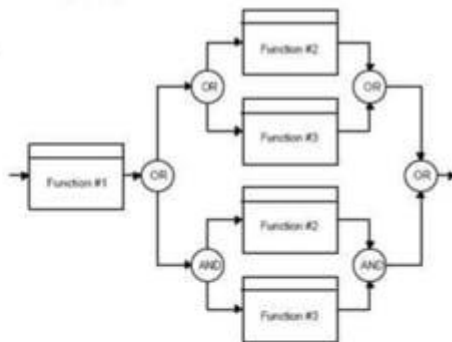 Function #2
OR
OR
Function #3
Function #1
OR
OR
Function #2
AND
AND
Function #3